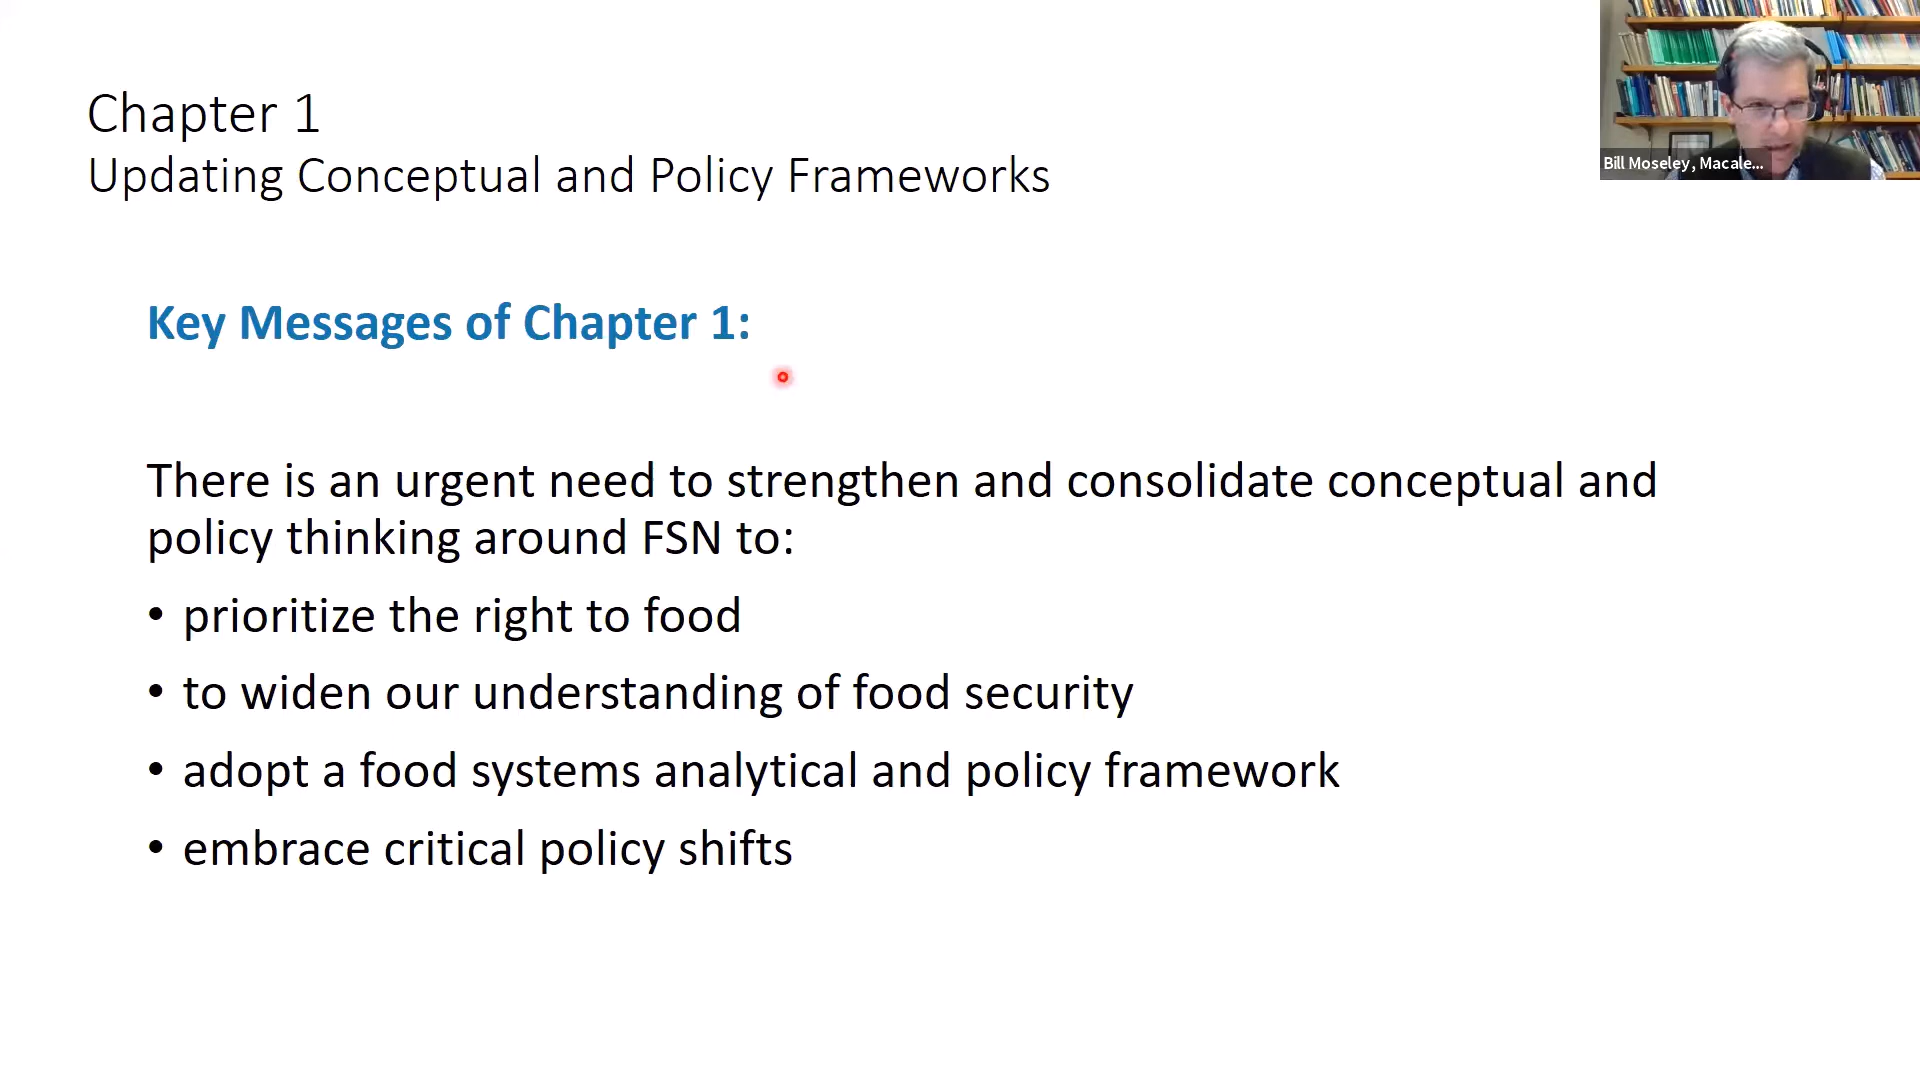 Chapter 1
Updating Conceptual and Policy Frameworks
Bill Moseley, Macale...
Key Messages of Chapter 1:
There is an urgent need to strengthen and consolidate conceptual and
policy thinking around FSN to:
• prioritize the right to food
• to widen our understanding of food security
• adopt a food systems analytical and policy framework
• embrace critical policy shifts